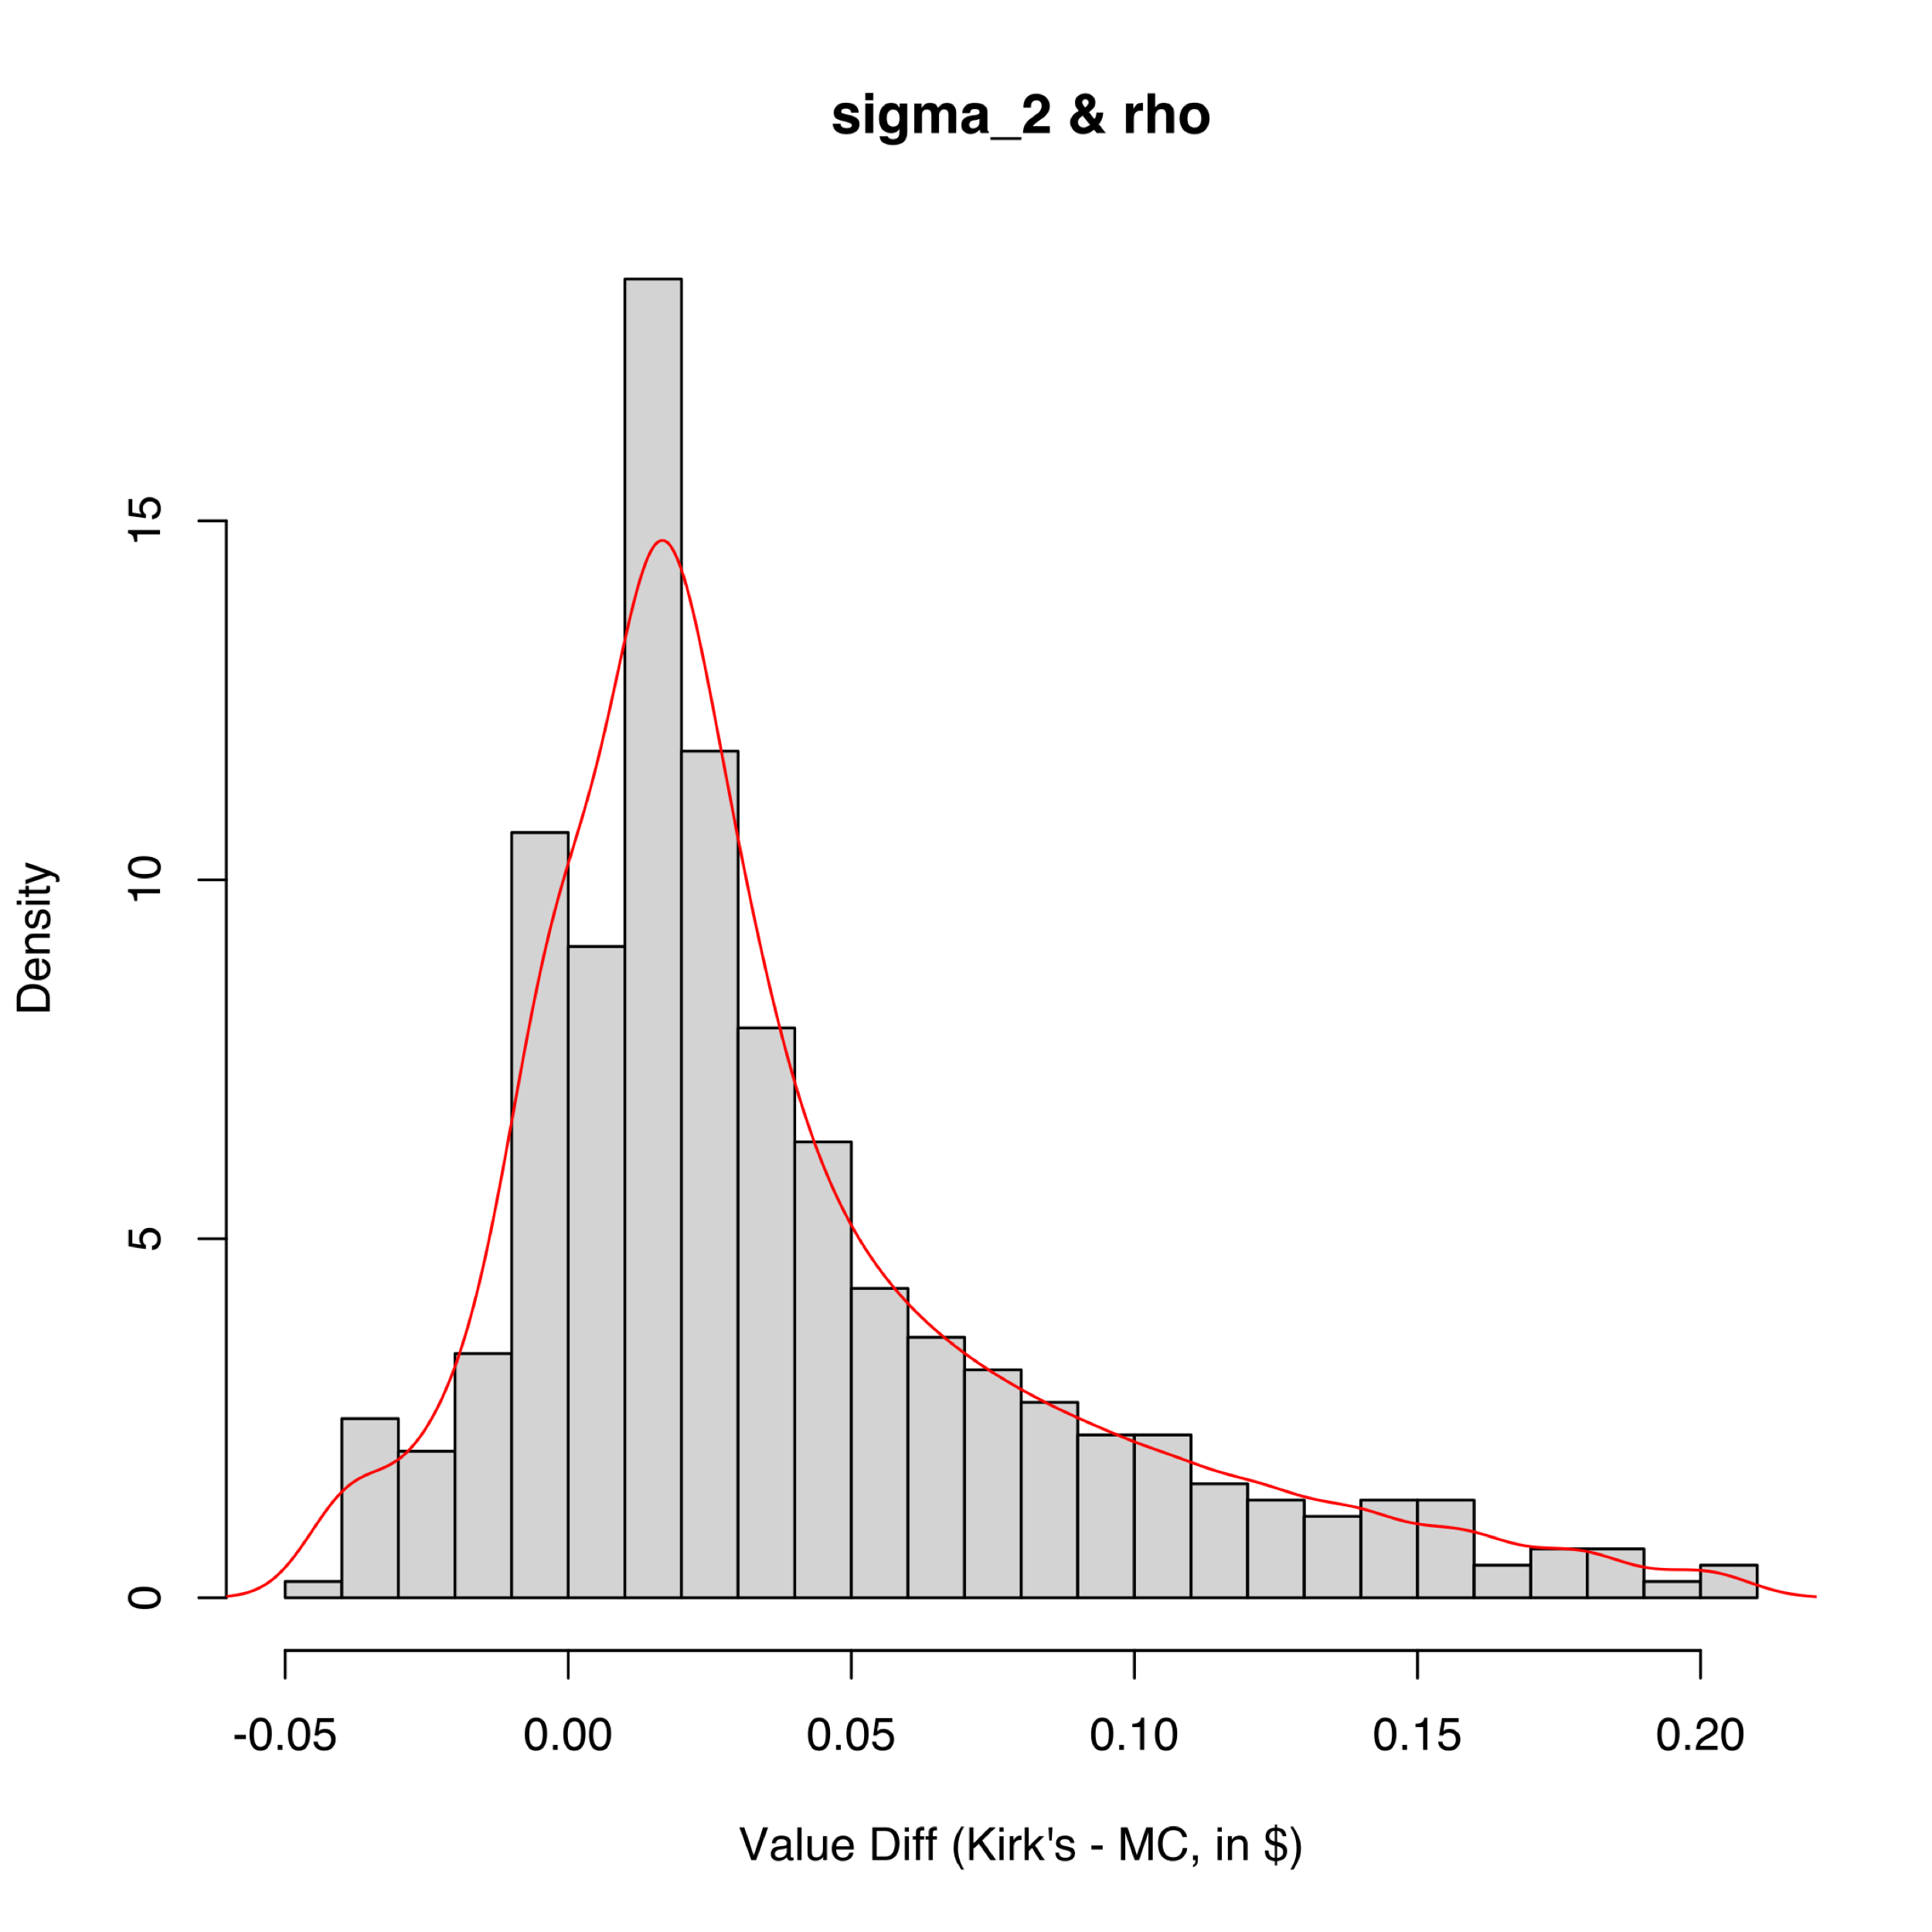 sigma_2 & rho
Density
15
10
5
0
-0.05 0.00 0.05 0.10 0.15 0.20
Value Diff (Kirk's - MC, in $)